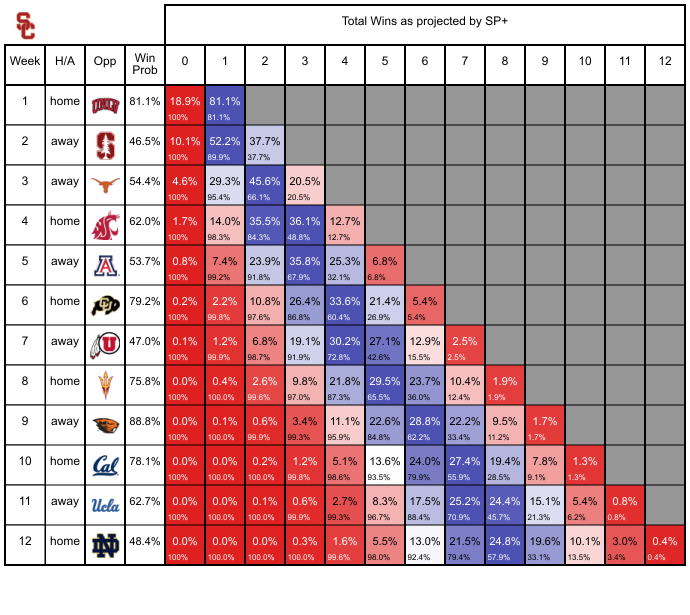 SC
Total Wins as projected by SP+
Week H/A Opp Win Prob 0 1 2 3 4 5 6 7 8 9 10 11 12
1 home UNLV 81.1% 18.9% 81.1%
100% 81.1%
2 away S 46.5% 10.1% 52.2% 37.7%
100% 89.9% 37.7%
3 away 54.4% 4.6% 29.3% 45.6% 20.5%
100% 95.4% 66.1% 20.5%
4 home 62.0% 1.7% 14.0% 35.5% 36.1% 12.7%
100% 98.3% 84.3% 48.8% 12.7%
5 away A 53.7% 0.8% 7.4% 23.9% 35.8% 25.3% 6.8%
100% 99.2% 91.8% 67.9% 32.1% 6.8%
6 home CU 79.2% 0.2% 2.2% 10.8% 26.4% 33.6% 21.4% 5.4%
100% 99.8% 97.6% 86.8% 60.4% 26.9% 5.4%
7 away U 47.0% 0.1% 1.2% 6.8% 19.1% 30.2% 27.1% 12.9% 2.5%
100% 99.9% 98.7% 91.9% 72.8% 42.6% 15.5% 2.5%
8 home 75.8% 0.0% 0.4% 2.6% 9.8% 21.8% 29.5% 23.7% 10.4% 1.9%
100% 100.0% 99.6% 97.0% 87.3% 65.5% 36.0% 12.4% 1.9%
9 away 88.8% 0.0% 0.1% 0.6% 3.4% 11.1% 22.6% 28.8% 22.2% 9.5% 1.7%
100% 100.0% 99.9% 99.3% 95.9% 84.8% 62.2% 33.4% 11.2% 1.7%
10 home Cal 78.1% 0.0% 0.0% 0.2% 1.2% 5.1% 13.6% 24.0% 27.4% 19.4% 7.8% 1.3%
100% 100.0% 100.0% 99.8% 98.6% 93.5% 79.9% 55.9% 28.5% 9.1% 1.3%
11 away Ucla 62.7% 0.0% 0.0% 0.1% 0.6% 2.7% 8.3% 17.5% 25.2% 24.4% 15.1% 5.4% 0.8%
100% 100.0% 100.0% 99.9% 99.3% 96.7% 88.4% 70.9% 45.7% 21.3% 6.2% 0.8%
12 home ND 48.4% 0.0% 0.0% 0.0% 0.3% 1.6% 5.5% 13.0% 21.5% 24.8% 19.6% 10.1% 3.0% 0.4%
100% 100.0% 100.0% 100.0% 99.6% 98.0% 92.4% 79.4% 57.9% 33.1% 13.5% 3.4% 0.4%